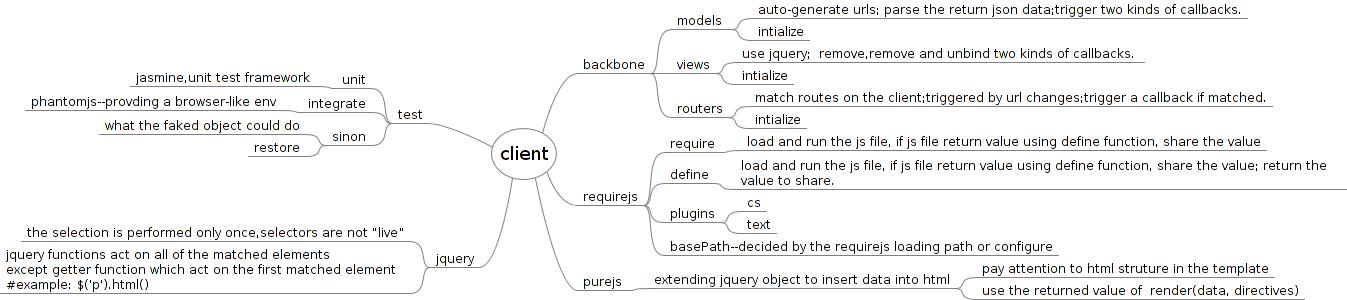 client
backbone
models
auto-generate urls; parse the return json data;trigger two kinds of callbacks.
intialize
views
use jquery;  remove,remove and unbind two kinds of callbacks.
intialize
routers
match routes on the client;triggered by url changes;trigger a callback if matched.
intialize
requirejs
require
load and run the js file, if js file return value using define function, share the value
define
load and run the js file, if js file return value using define function, share the value; return the
value to share.
plugins
cs
text
basePath--decided by the requirejs loading path or configure
purejs
extending jquery object to insert data into html
pay attention to html struture in the template
use the returned value of  render(data, directives)
test
unit
jasmine,unit test framework
integrate
phantomjs--provding a browser-like env
sinon
what the faked object could do
restore
jquery
the selection is performed only once,selectors are not "live"
jquery functions act on all of the matched elements
except getter function which act on the first matched element
#example: $('p').html()